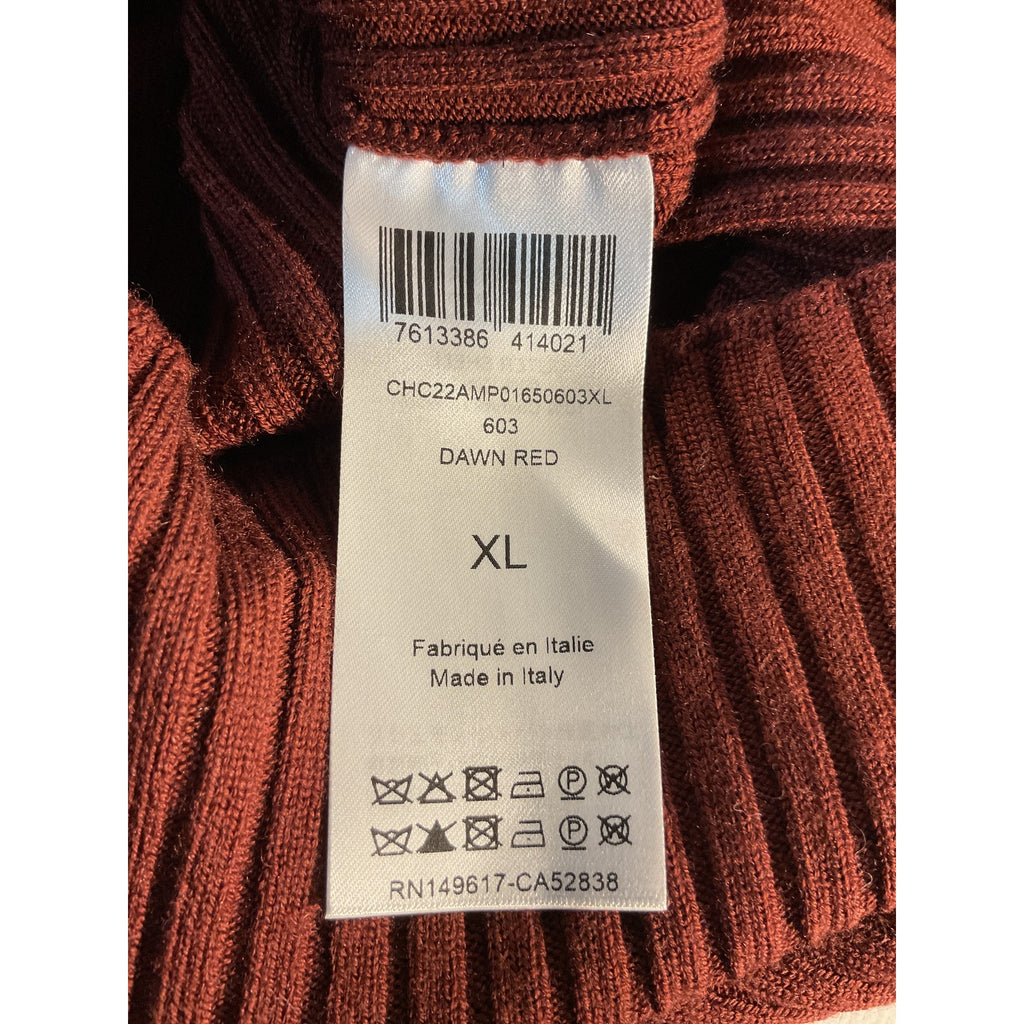 7613386 414021
CHC22AMP01650603XL
603
DAWN RED
XL
Fabriqué en Italie
Made in Italy
P
P
RN149617-CA52838